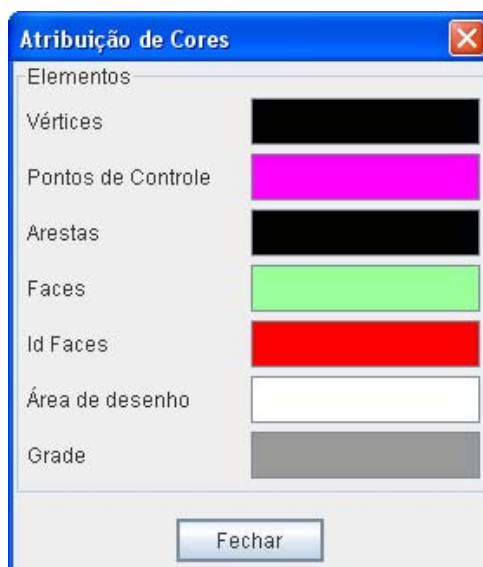 Atribuição de Cores
Elementos
Vértices
Pontos de Controle
Arestas
Faces
Id Faces
Área de desenho
Grade
Fechar